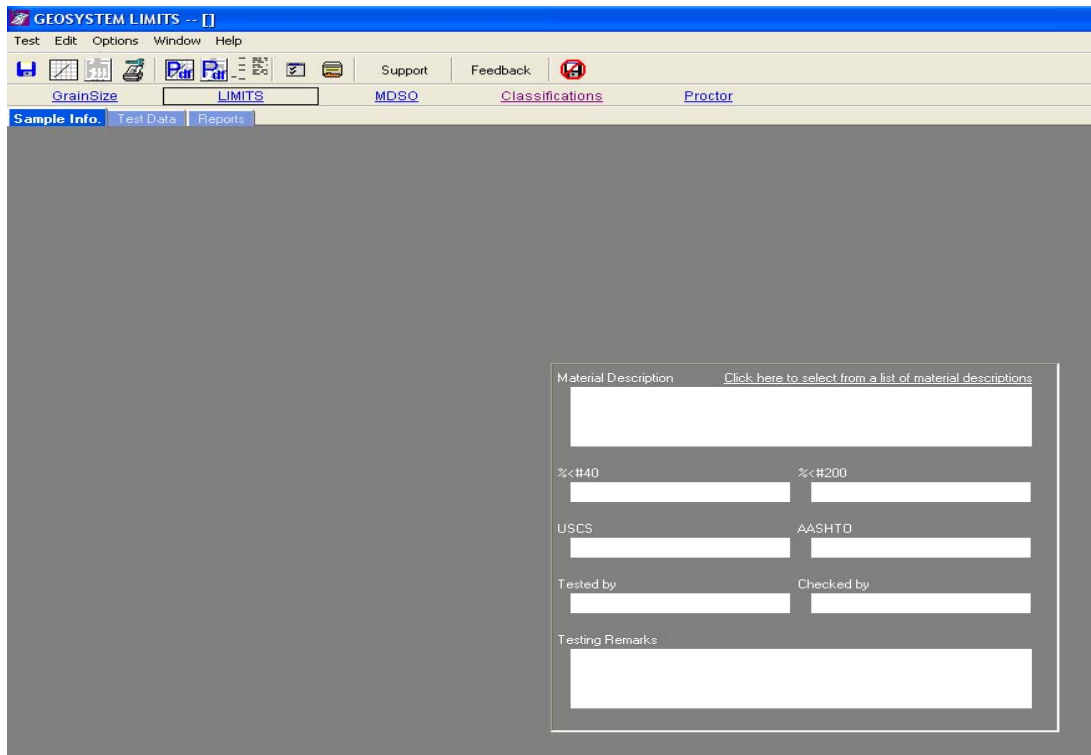 GEOSYSTEM LIMITS -- []
Test Edit Options Window Help
Support Feedback
GrainSize LIMITS MDSO Classifications Proctor
Sample Info. Test Data Reports
Material Description Click here to select from a list of material descriptions
%<#40 %<#200
USCS AASHTO
Tested by Checked by
Testing Remarks